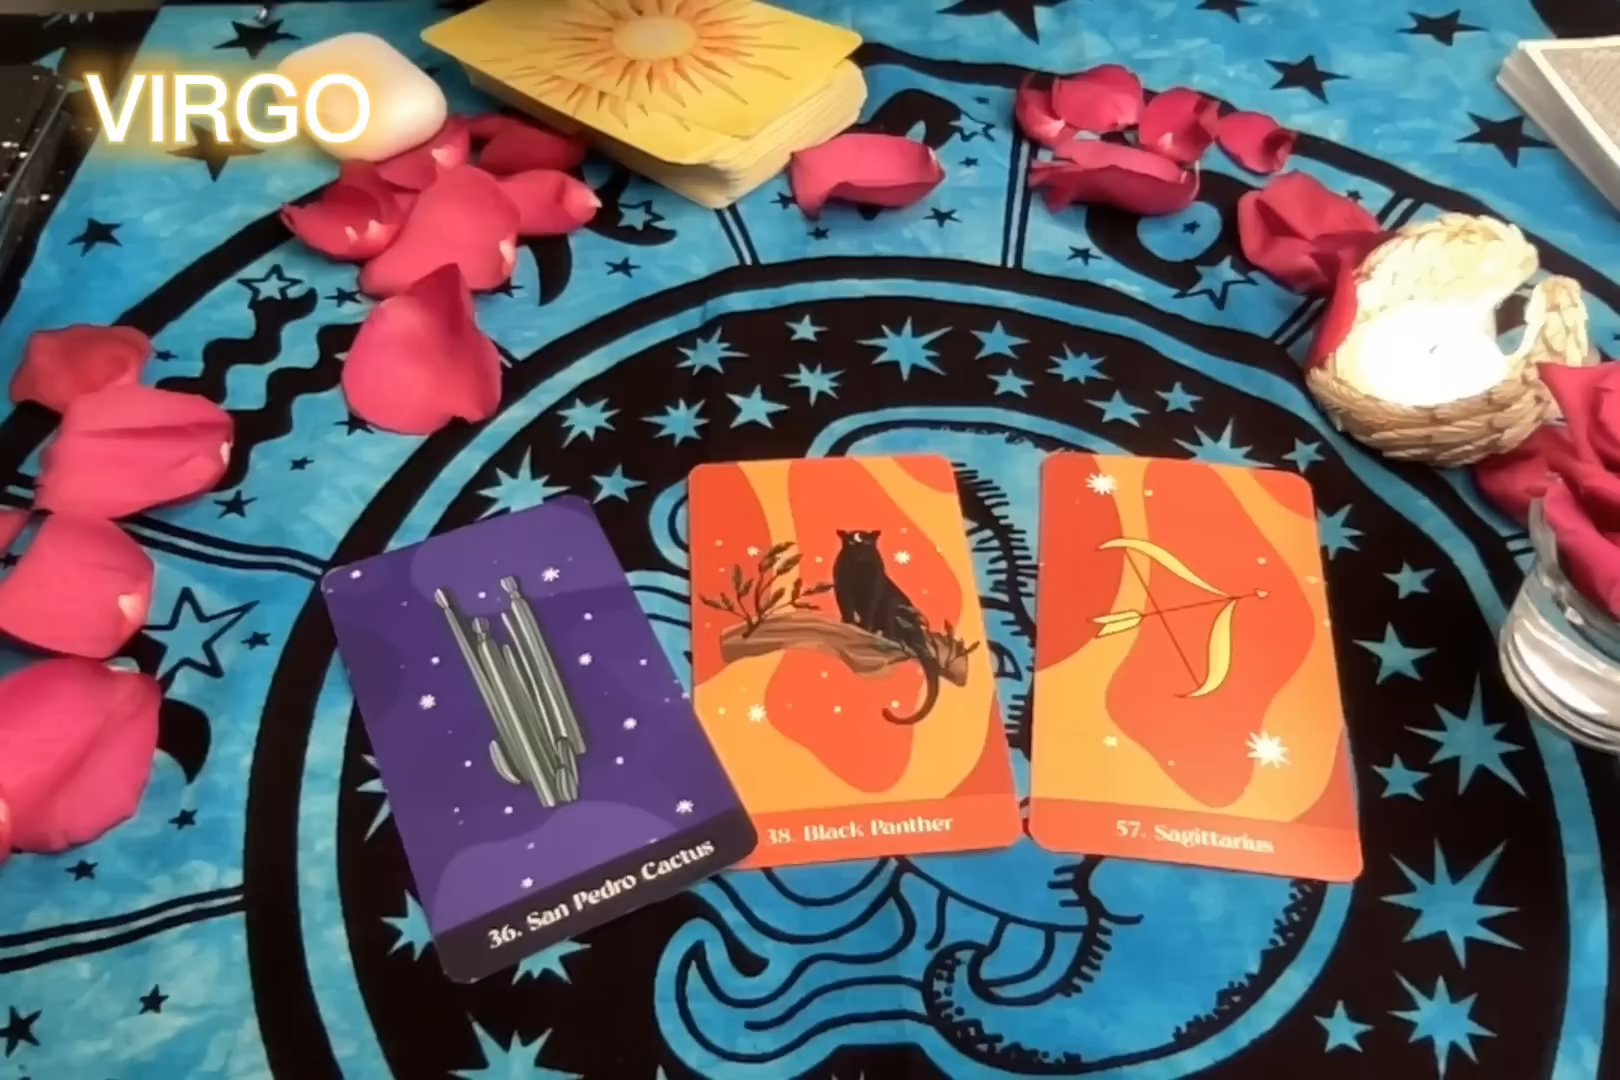 VIRGO
36. San Pedro Cactus
38. Black Panther
57. Sagittarius